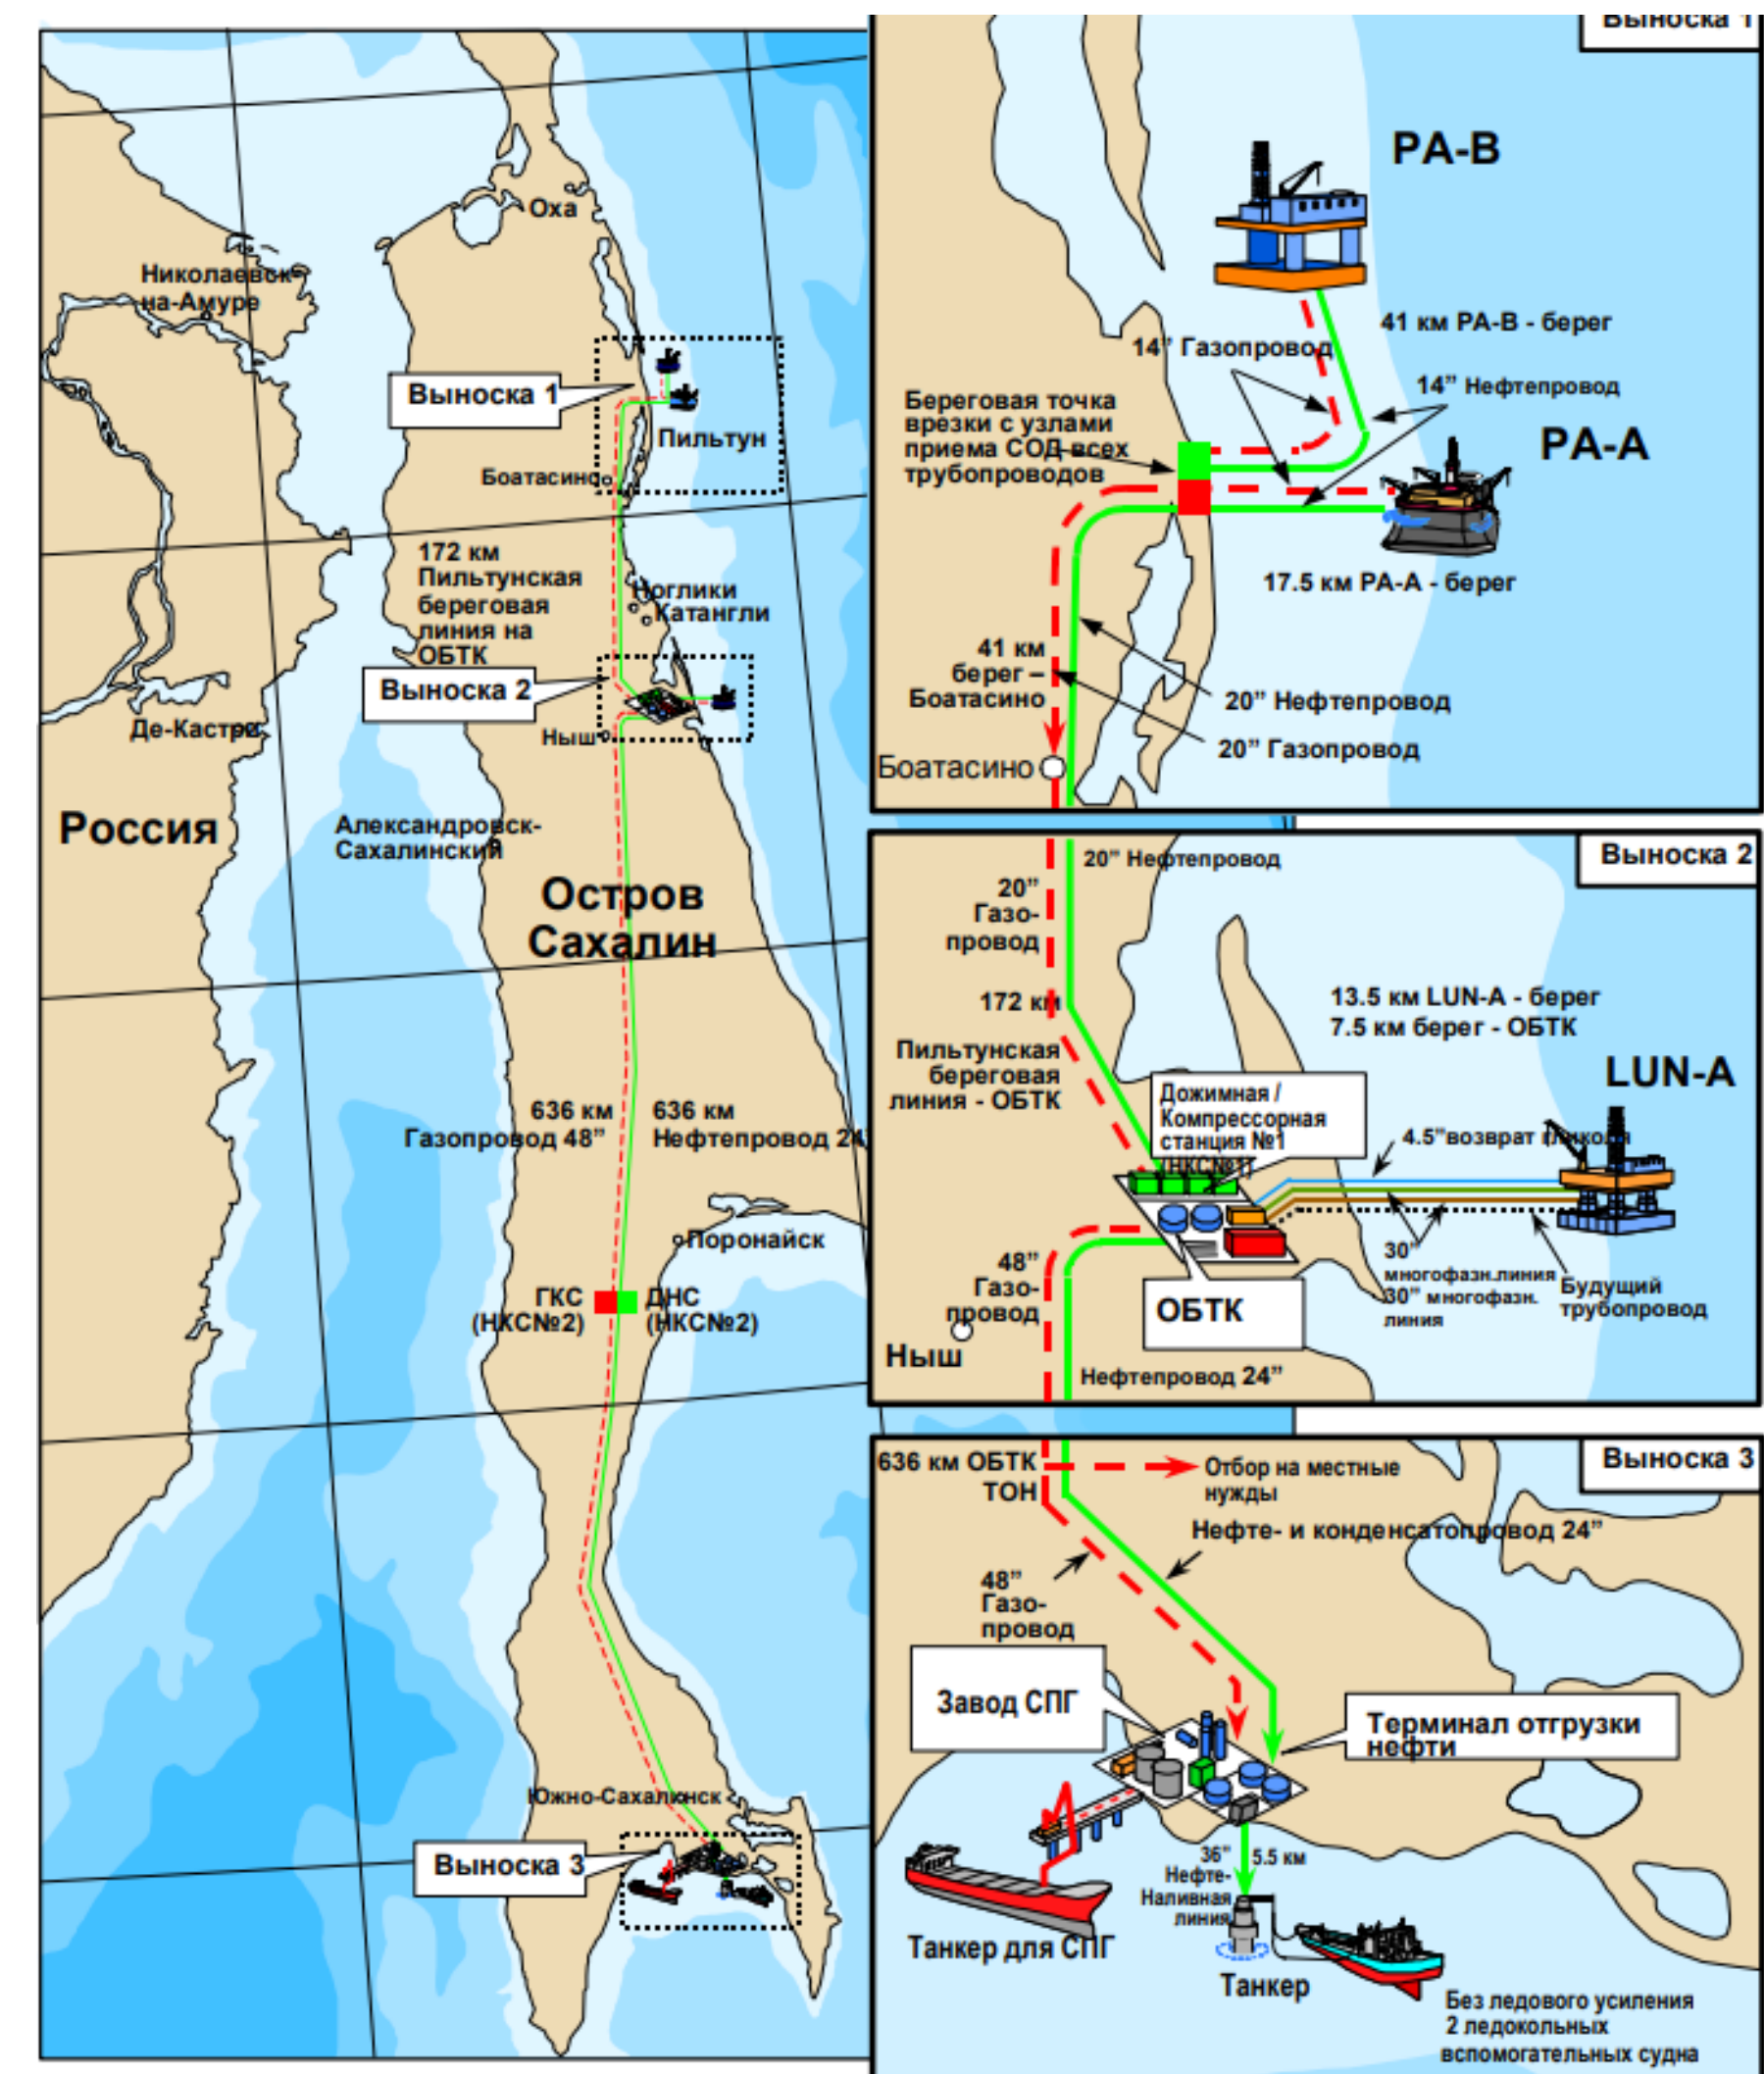 Оха
Николаевск-
на-Амуре
Выноска 1
Пильтун
Боатасино
172 км
Пильтунская
береговая
линия на
ОБТК
Ноглики
Катангли
Выноска 2
Де-Кастри
Ныш
Россия
Александровск-
Сахалинский
Остров
Сахалин
636 км
Газопровод 48”
636 км
Нефтепровод 24
Поронайск
ГКС
(НКС№2)
ДНС
(НКС№2)
Южно-Сахалинск
Выноска 3
Выноска 1
PA-B
41 км PA-B - берег
14” Газопровод
14” Нефтепровод
Береговая точка
врезки с узлами
приема СОД всех
трубопроводов
PA-A
17.5 км PA-A - берег
41 км
берег –
Боатасино
20” Нефтепровод
20” Газопровод
Боатасино
Выноска 2
20” Нефтепровод
20”
Газо-
провод
172 км
13.5 км LUN-A - берег
7.5 км берег - ОБТК
Пильтунская
береговая
линия - ОБТК
LUN-A
Дожимная /
Компрессорная
станция №1
(НКС№1)
4.5”возврат гликоля
48”
Газо-
провод
30”
многофазн.линия
30” многофазн.
линия
Будущий
трубопровод
ОБТК
Ныш
Нефтепровод 24”
Выноска 3
636 км ОБТК
ТОН
Отбор на местные
нужды
Нефте- и конденсатопровод 24”
48”
Газо-
провод
Завод СПГ
Терминал отгрузки
нефти
36”
Нефте-
Наливная
линия
5.5 км
Танкер для СПГ
Танкер
Без ледового усиления
2 ледокольных
вспомогательных судна